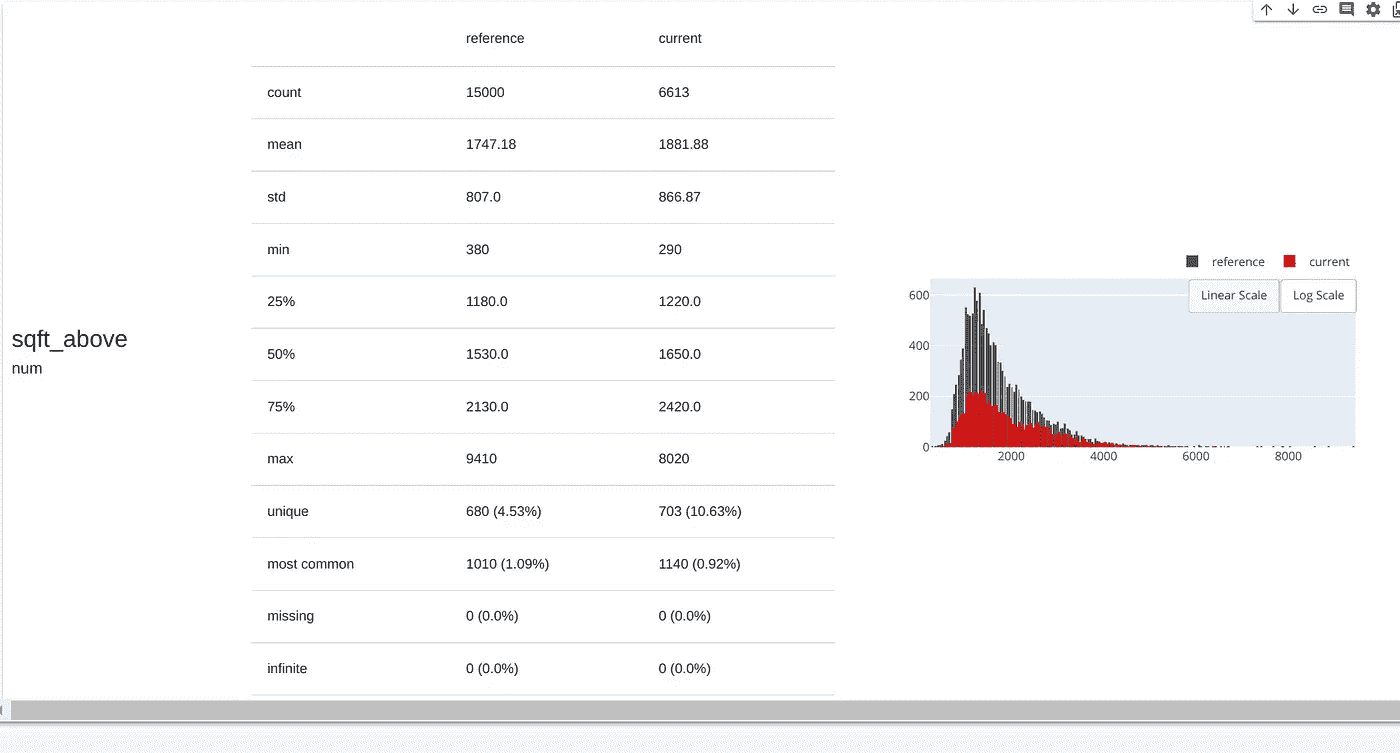 reference current
count 15000 6613
mean 1747.18 1881.88
std 807.0 866.87
min 380 290
25% 1180.0 1220.0
50% 1530.0 1650.0
75% 2130.0 2420.0
max 9410 8020
unique 680 (4.53%) 703 (10.63%)
most common 1010 (1.09%) 1140 (0.92%)
missing 0 (0.0%) 0 (0.0%)
infinite 0 (0.0%) 0 (0.0%)
sqft_above
num
reference current
Linear Scale Log Scale
600
400
200
0
2000 4000 6000 8000